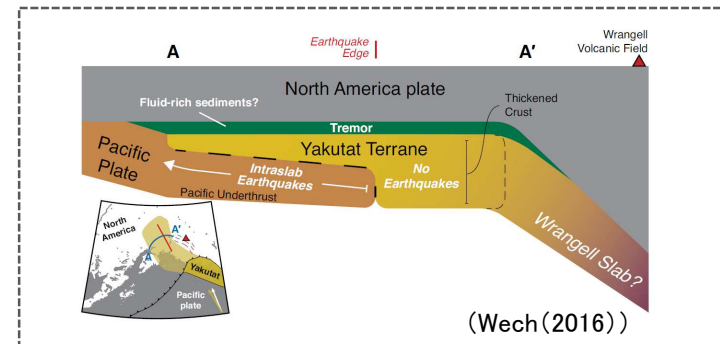 Wrangell
Volcanic Field
Earthquake
Edge
A
A′
North America plate
Thickened
Crust
Fluid-rich sediments?
Tremor
Yakutat Terrane
Pacific
Plate
Intraslab
Earthquakes
No
Earthquakes
Pacific Underthrust
Wrangell Slab?
North
America
A′
A
Yakutat
Pacific
plate
(Wech(2016))